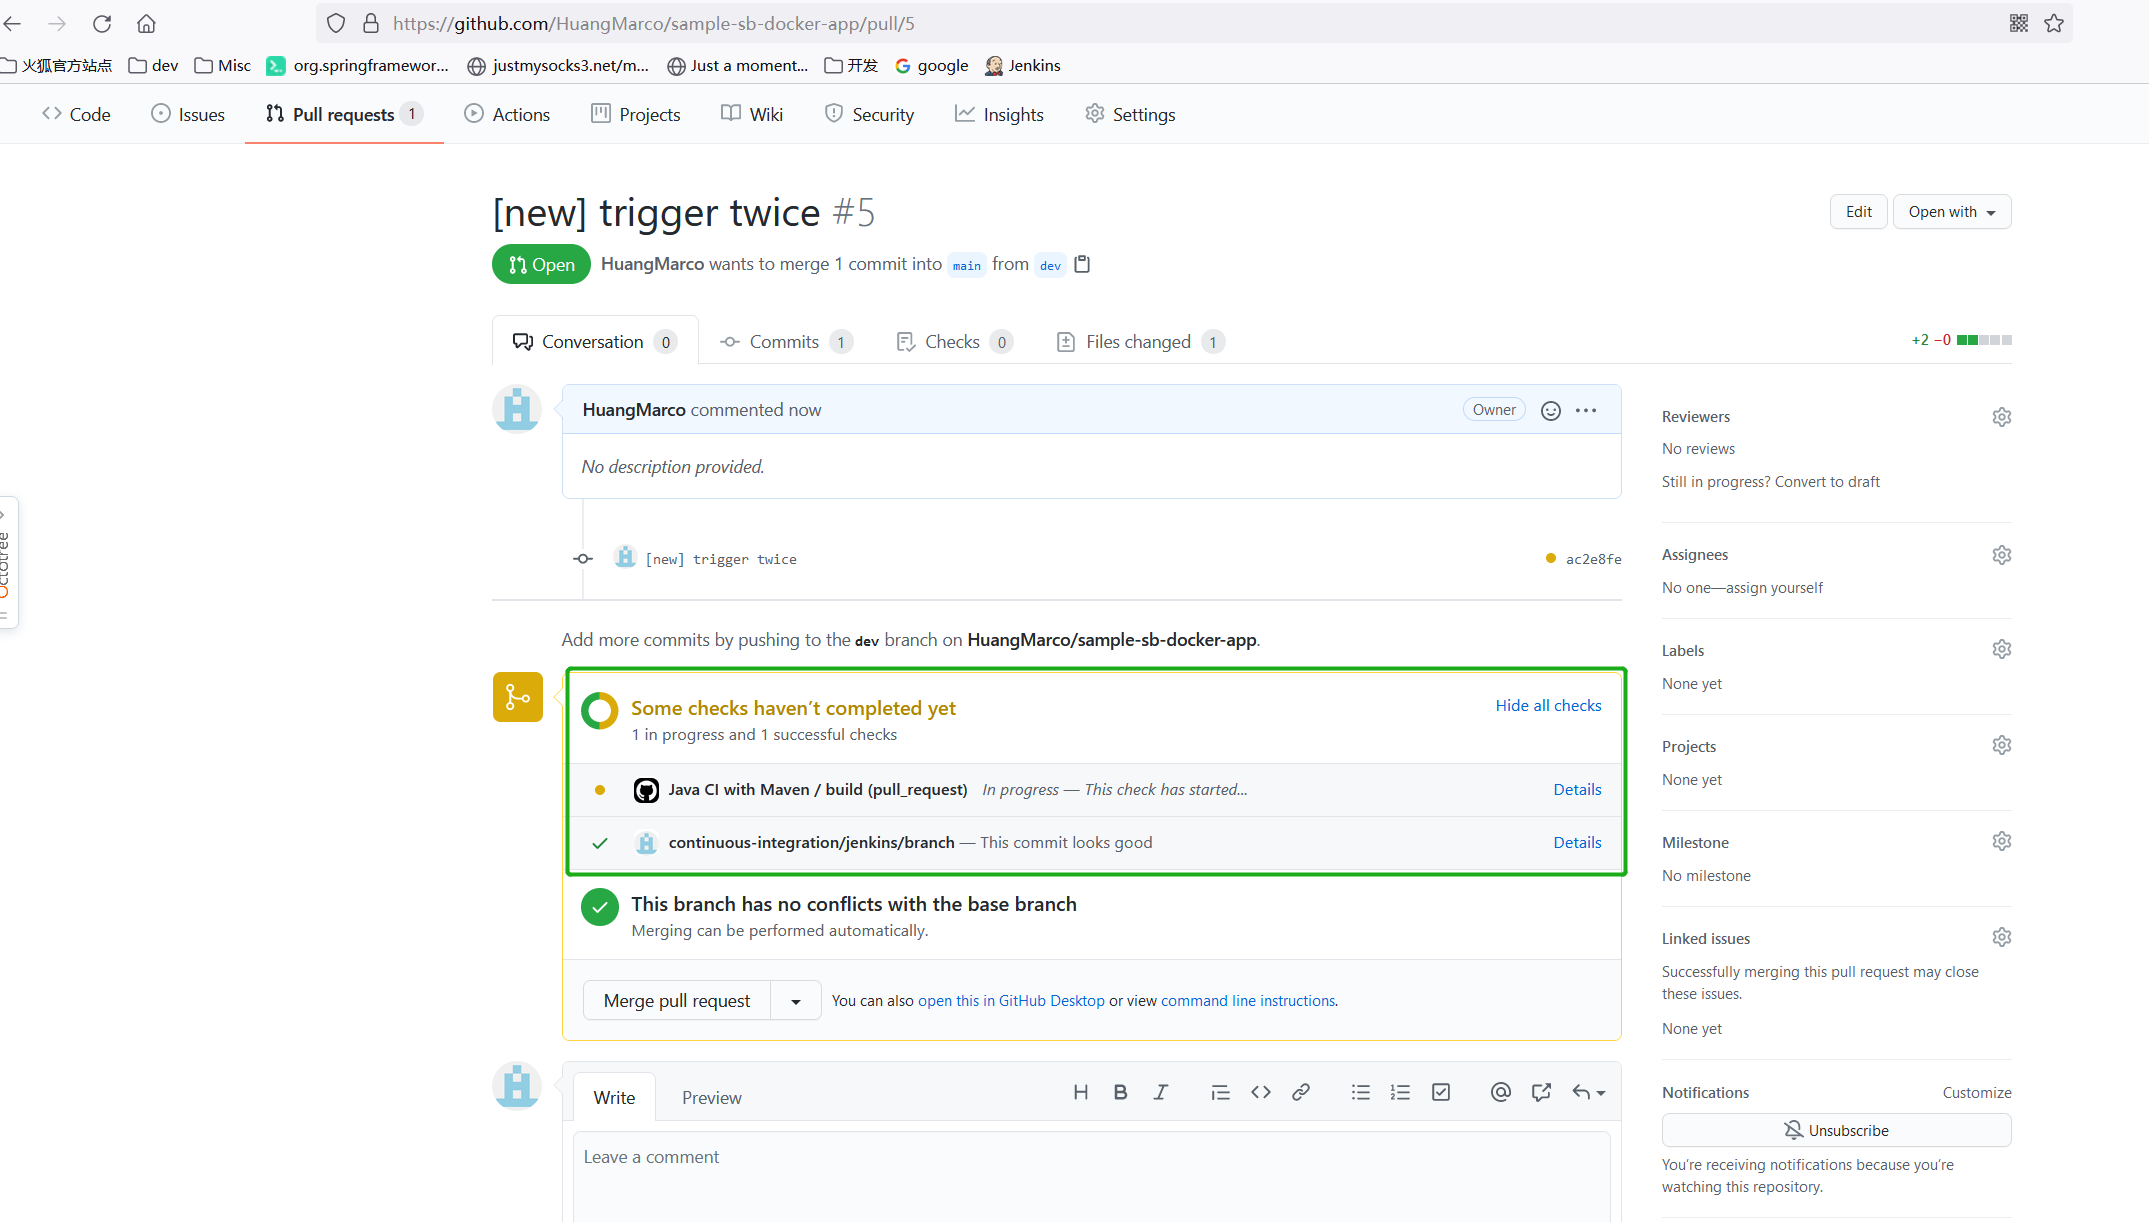 https://github.com/HuangMarco/sample-sb-docker-app/pull/5
火狐官方站点 dev Misc org.springframewor... justmysocks3.net/m... Just a moment... 开发 google Jenkins
Code Issues Pull requests 1 Actions Projects Wiki Security Insights Settings
[new] trigger twice #5
Edit Open with
Open HuangMarco wants to merge 1 commit into main from dev
Conversation 0 Commits 1 Checks 0 Files changed 1
+2 −0
HuangMarco commented now
Owner
No description provided.
[new] trigger twice
ac2e8fe
Add more commits by pushing to the dev branch on HuangMarco/sample-sb-docker-app.
Some checks haven’t completed yet
Hide all checks
1 in progress and 1 successful checks
Java CI with Maven / build (pull_request) In progress — This check has started...
Details
continuous-integration/jenkins/branch — This commit looks good
Details
This branch has no conflicts with the base branch
Merging can be performed automatically.
Merge pull request
You can also open this in GitHub Desktop or view command line instructions.
Write Preview
Leave a comment
Reviewers
No reviews
Still in progress? Convert to draft
Assignees
No one—assign yourself
Labels
None yet
Projects
None yet
Milestone
No milestone
Linked issues
Successfully merging this pull request may close
these issues.
None yet
Notifications
Customize
Unsubscribe
You’re receiving notifications because you’re
watching this repository.
Octotree